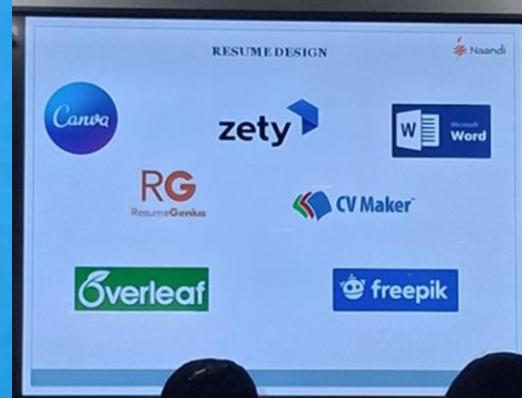 RESUME DESIGN
Naandi
Canva
zety
W
Microsoft
Word
RG
ResumeGenius
CV Maker
Overleaf
freepik